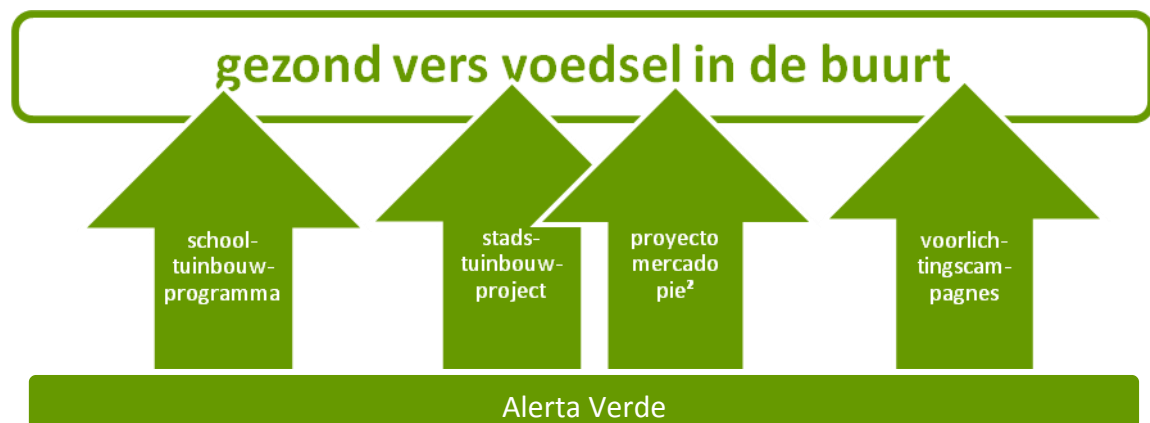 gezond vers voedsel in de buurt
school-
tuinbouw-
programma
stads-
tuinbouw-
project
proyecto
mercado
pie²
voorlich-
tingscam-
pagnes
Alerta Verde